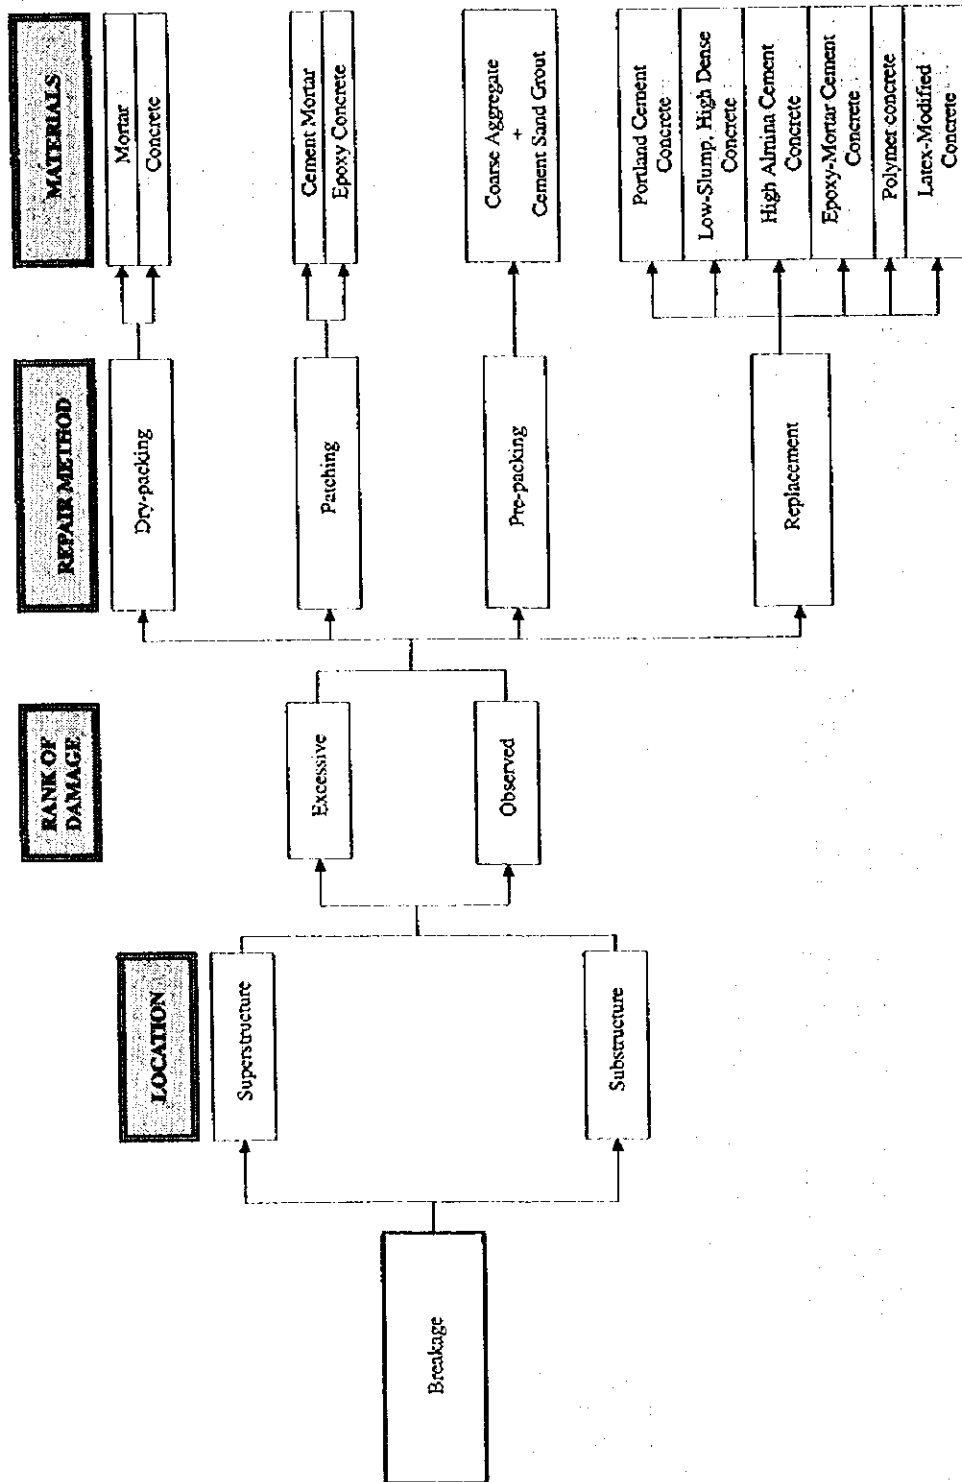 LOCATION
RANK OF
DAMAGE
REPAIR METHOD
MATERIALS
Breakage
Superstructure
Substructure
Excessive
Observed
Dry-packing
Patching
Pre-packing
Replacement
Mortar
Concrete
Cement Mortar
Epoxy Concrete
Coarse Aggregate
+
Cement Sand Grout
Portland Cement
Concrete
Low-Slump, High Dense
Concrete
High Almina Cement
Concrete
Epoxy-Mortar Cement
Concrete
Polymer concrete
Latex-Modified
Concrete